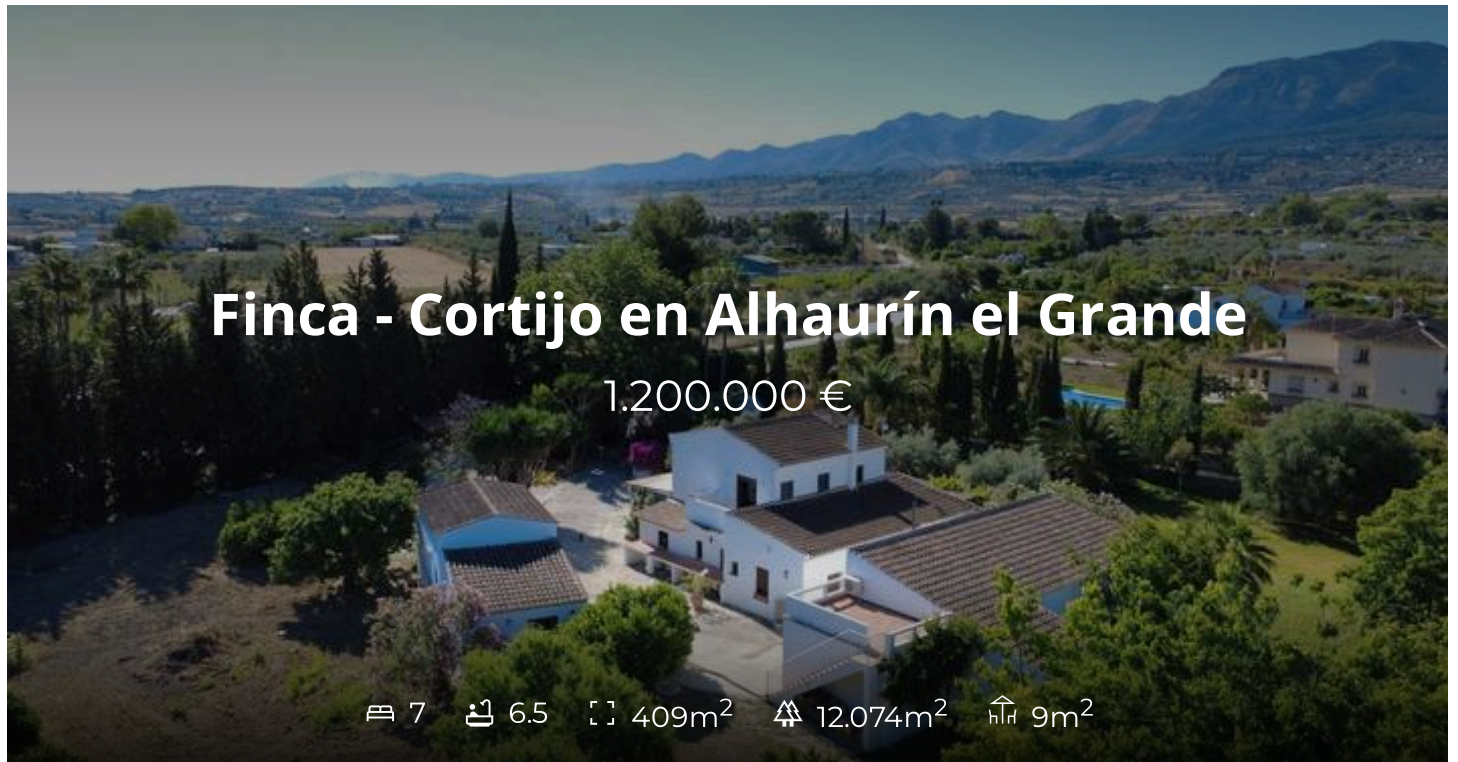 Finca - Cortijo en Alhaurín el Grande
1.200.000 €
7 6.5 409m² 12.074m² 9m²